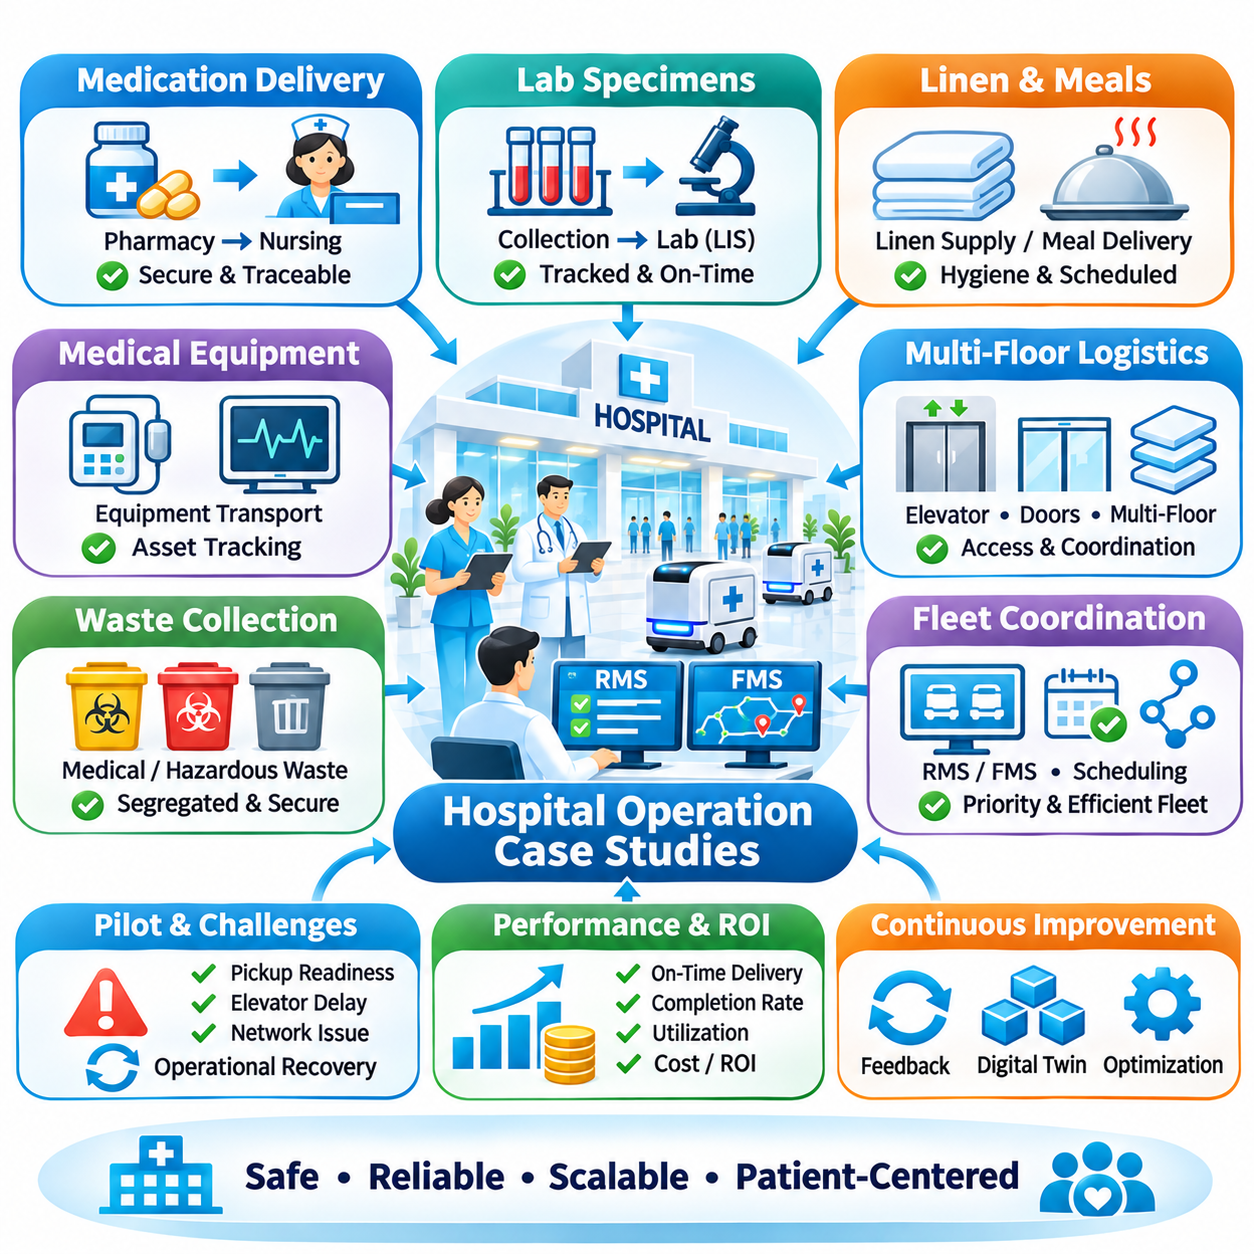 Medication Delivery
Pharmacy → Nursing
Secure & Traceable
Lab Specimens
Collection → Lab (LIS)
Tracked & On-Time
Linen & Meals
Linen Supply / Meal Delivery
Hygiene & Scheduled
Medical Equipment
Equipment Transport
Asset Tracking
HOSPITAL
Multi-Floor Logistics
Elevator • Doors • Multi-Floor
Access & Coordination
Waste Collection
Medical / Hazardous Waste
Segregated & Secure
RMS
FMS
Fleet Coordination
RMS / FMS • Scheduling
Priority & Efficient Fleet
Hospital Operation
Case Studies
Pilot & Challenges
Pickup Readiness
Elevator Delay
Network Issue
Operational Recovery
Performance & ROI
On-Time Delivery
Completion Rate
Utilization
Cost / ROI
Continuous Improvement
Feedback
Digital Twin
Optimization
Safe • Reliable • Scalable • Patient-Centered